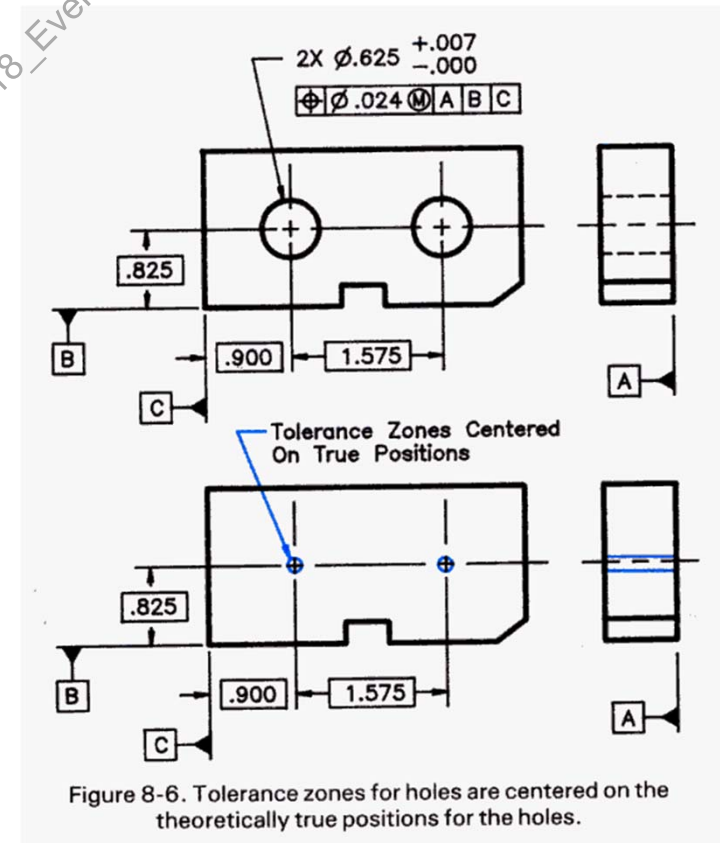 2X Ø.625 +.007
−.000
⌖ Ø.024Ⓜ A B C
.825
B
.900
1.575
C
A
Tolerance Zones Centered
On True Positions
.825
B
.900
1.575
C
A
Figure 8-6. Tolerance zones for holes are centered on the
theoretically true positions for the holes.